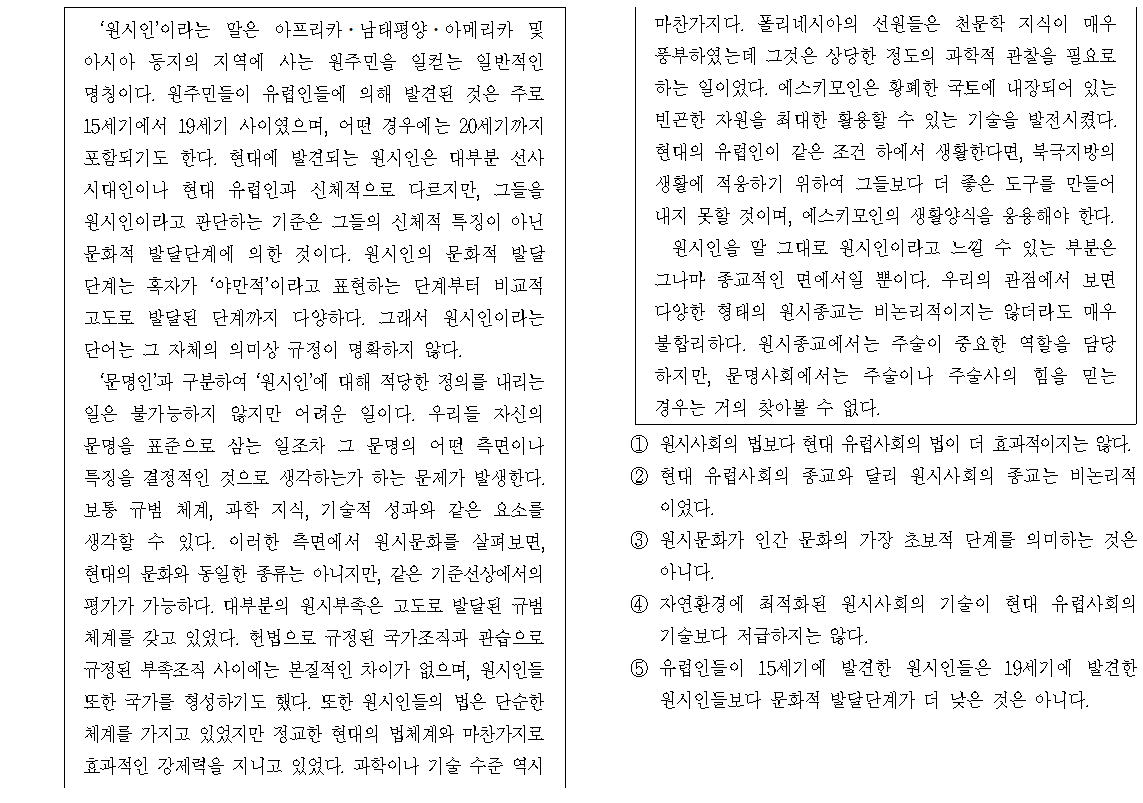 ‘원시인’이라는 말은 아프리카·남태평양·아메리카 및
아시아 등지의 지역에 사는 원주민을 일컫는 일반적인
명칭이다. 원주민들이 유럽인들에 의해 발견된 것은 주로
15세기에서 19세기 사이였으며, 어떤 경우에는 20세기까지
포함되기도 한다. 현대에 발견되는 원시인은 대부분 선사
시대인이나 현대 유럽인과 신체적으로 다르지만, 그들을
원시인이라고 판단하는 기준은 그들의 신체적 특징이 아닌
문화적 발달단계에 의한 것이다. 원시인의 문화적 발달
단계는 혹자가 ‘야만적’이라고 표현하는 단계부터 비교적
고도로 발달된 단계까지 다양하다. 그래서 원시인이라는
단어는 그 자체의 의미상 규정이 명확하지 않다.
‘문명인’과 구분하여 ‘원시인’에 대해 적당한 정의를 내리는
일은 불가능하지 않지만 어려운 일이다. 우리들 자신의
문명을 표준으로 삼는 일조차 그 문명의 어떤 측면이나
특징을 결정적인 것으로 생각하는가 하는 문제가 발생한다.
보통 규범 체계, 과학 지식, 기술적 성과와 같은 요소를
생각할 수 있다. 이러한 측면에서 원시문화를 살펴보면,
현대의 문화와 동일한 종류는 아니지만, 같은 기준선상에서의
평가가 가능하다. 대부분의 원시부족은 고도로 발달된 규범
체계를 갖고 있었다. 헌법으로 규정된 국가조직과 관습으로
규정된 부족조직 사이에는 본질적인 차이가 없으며, 원시인들
또한 국가를 형성하기도 했다. 또한 원시인들의 법은 단순한
체계를 가지고 있었지만 정교한 현대의 법체계와 마찬가지로
효과적인 강제력을 지니고 있었다. 과학이나 기술 수준 역시
마찬가지다. 폴리네시아의 선원들은 천문학 지식이 매우
풍부하였는데 그것은 상당한 정도의 과학적 관찰을 필요로
하는 일이었다. 에스키모인은 황폐한 국토에 내장되어 있는
빈곤한 자원을 최대한 활용할 수 있는 기술을 발전시켰다.
현대의 유럽인이 같은 조건 하에서 생활한다면, 북극지방의
생활에 적응하기 위하여 그들보다 더 좋은 도구를 만들어
내지 못할 것이며, 에스키모인의 생활양식을 응용해야 한다.
원시인을 말 그대로 원시인이라고 느낄 수 있는 부분은
그나마 종교적인 면에서일 뿐이다. 우리의 관점에서 보면
다양한 형태의 원시종교는 비논리적이지는 않더라도 매우
불합리하다. 원시종교에서는 주술이 중요한 역할을 담당
하지만, 문명사회에서는 주술이나 주술사의 힘을 믿는
경우는 거의 찾아볼 수 없다.
① 원시사회의 법보다 현대 유럽사회의 법이 더 효과적이지는 않다.
② 현대 유럽사회의 종교와 달리 원시사회의 종교는 비논리적
이었다.
③ 원시문화가 인간 문화의 가장 초보적 단계를 의미하는 것은
아니다.
④ 자연환경에 최적화된 원시사회의 기술이 현대 유럽사회의
기술보다 저급하지는 않다.
⑤ 유럽인들이 15세기에 발견한 원시인들은 19세기에 발견한
원시인들보다 문화적 발달단계가 더 낮은 것은 아니다.